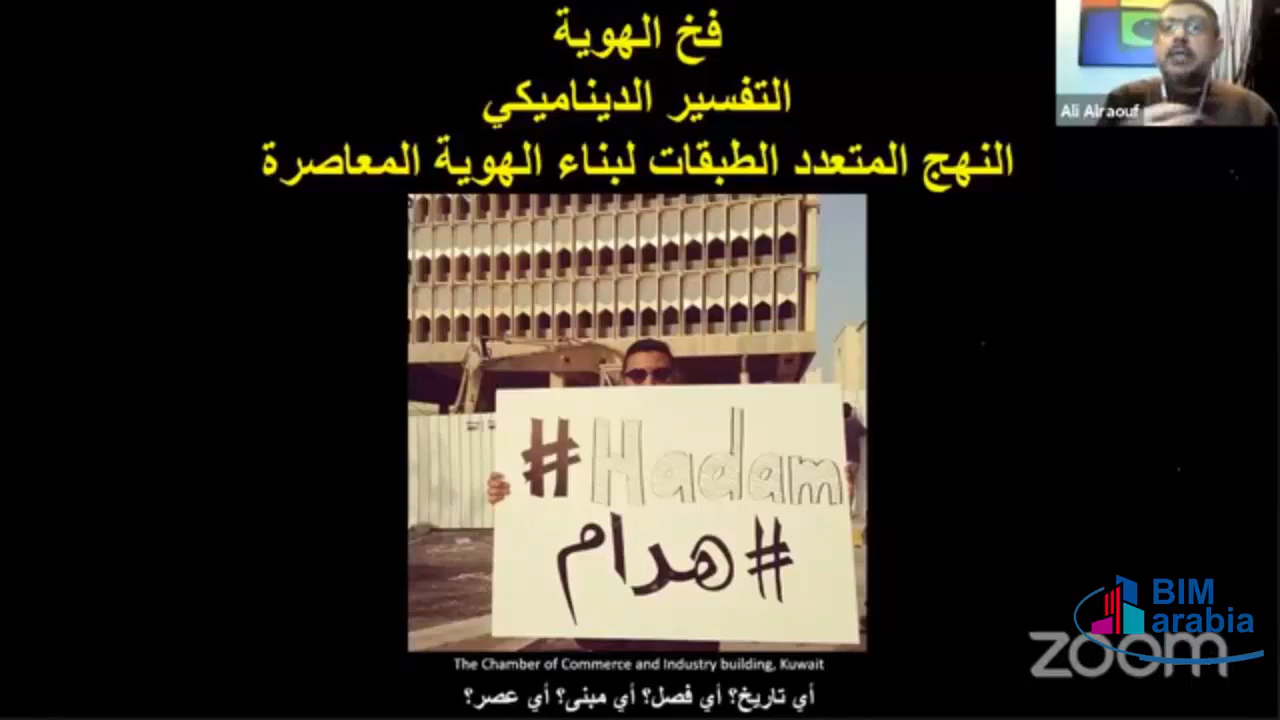 فخ الهوية
التفسير الديناميكي
النهج المتعدد الطبقات لبناء الهوية المعاصرة
Ali Alraouf
#Hadam
#هدام
The Chamber of Commerce and Industry building, Kuwait
أي تاريخ؟ أي فصل؟ أي مبنى؟ أي عصر؟
BIM
arabia
zoom